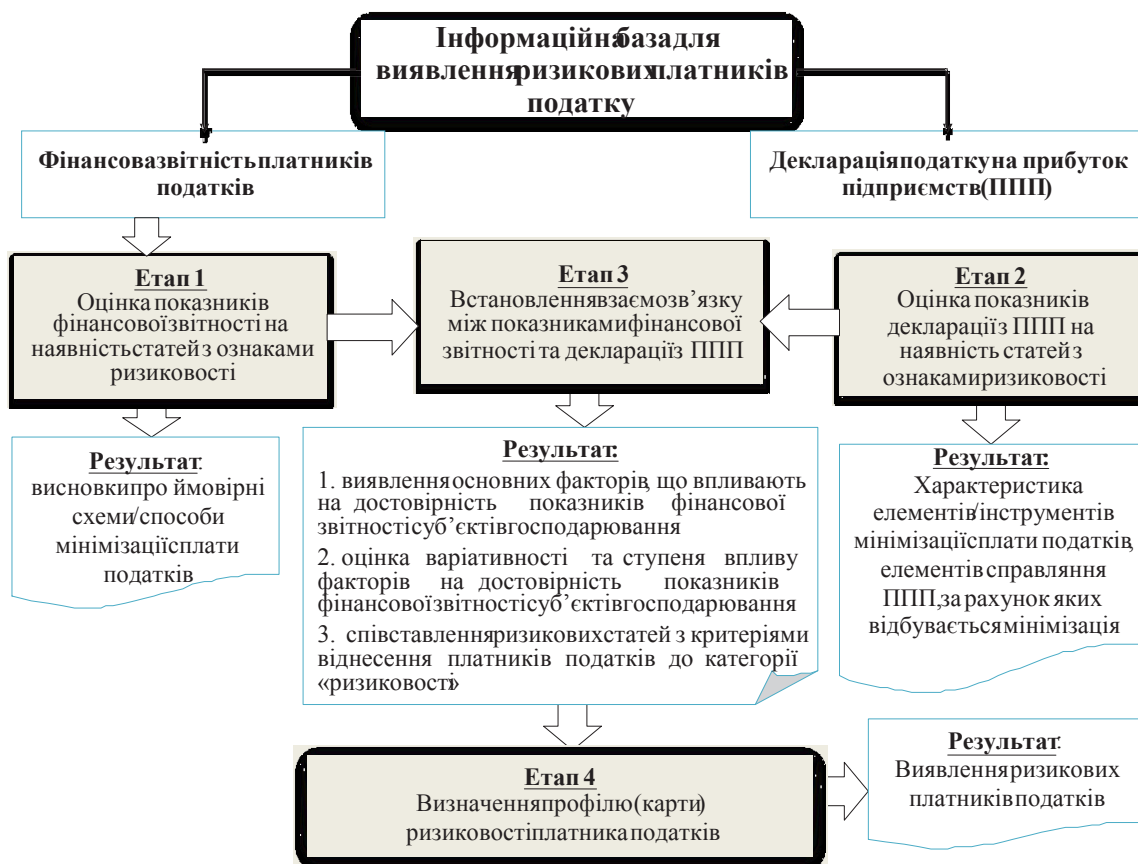 Інформаційна база для
виявлення ризикових платників
податку
Фінансова звітність платників
податків
Декларація податку на прибуток
підприємств (ППП)
Етап 1
Оцінка показників
фінансової звітності на
наявність статей з ознаками
ризиковості
Етап 3
Встановлення взаємозв’язку
між показниками фінансової
звітності та декларації із ППП
Етап 2
Оцінка показників
декларації із ППП на
наявність статей з
ознаками ризиковості
Результат:
висновки про ймовірні
схеми/способи
мінімізації сплати
податків
Результат:
1. виявлення основних факторів, що впливають
на достовірність показників фінансової
звітності суб’єктів господарювання
2. оцінка варіативності та ступеня впливу
факторів на достовірність показників
фінансової звітності суб’єктів господарювання
3. співставлення ризикових статей з критеріями
віднесення платників податків до категорії
«ризиковості»
Результат:
Характеристика
елементів/інструментів
мінімізації сплати податків,
елементів справляння
ППП, за рахунок яких
відбувається мінімізація
Етап 4
Визначення профілю (карти)
ризиковості платника податків
Результат:
Виявлення ризикових
платників податків